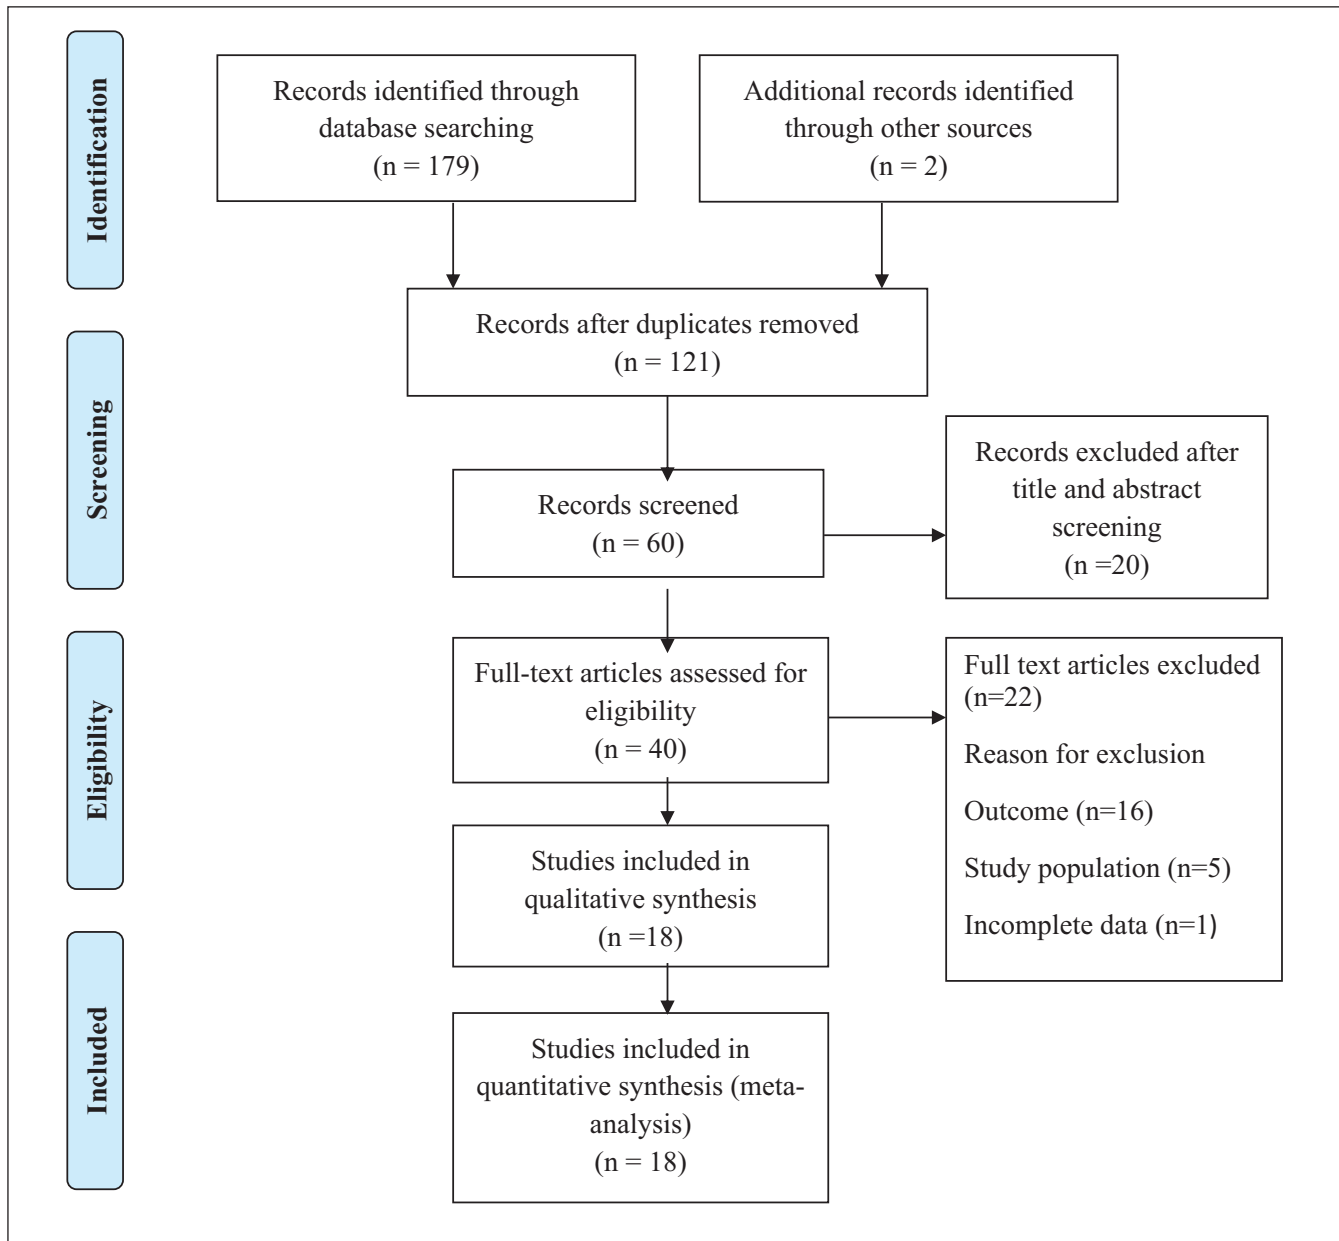 Identification
Records identified through
database searching
(n = 179)
Additional records identified
through other sources
(n = 2)
Records after duplicates removed
(n = 121)
Screening
Records screened
(n = 60)
Records excluded after
title and abstract
screening
(n =20)
Eligibility
Full-text articles assessed for
eligibility
(n = 40)
Full text articles excluded
(n=22)
Reason for exclusion
Outcome (n=16)
Study population (n=5)
Incomplete data (n=1)
Studies included in
qualitative synthesis
(n =18)
Included
Studies included in
quantitative synthesis (meta-
analysis)
(n = 18)